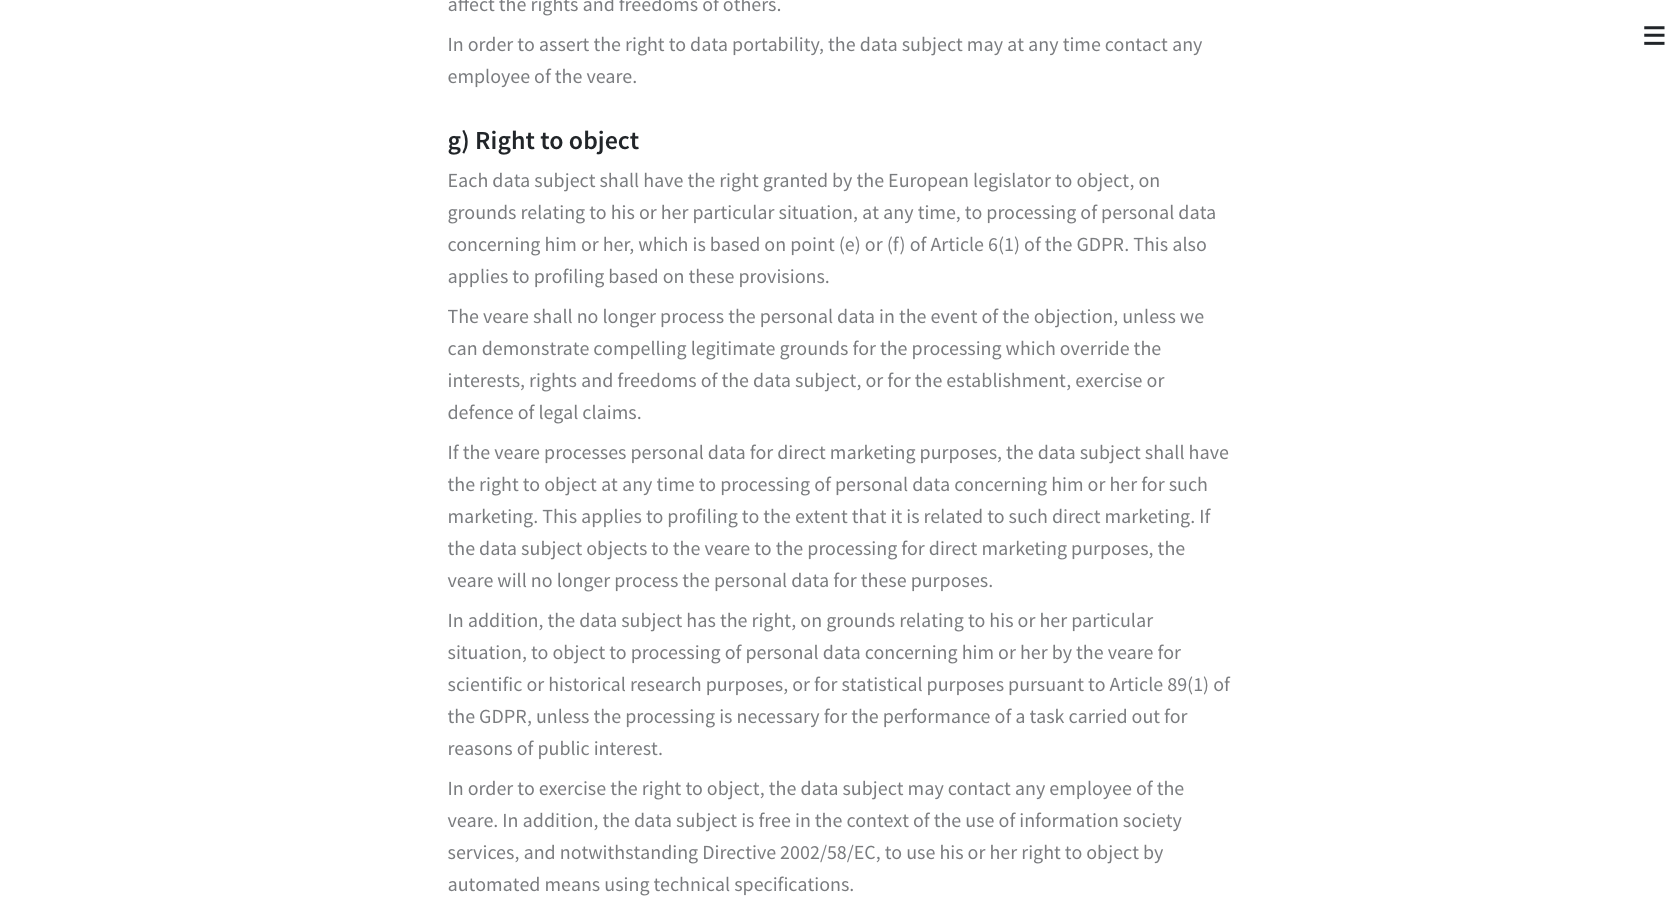 affect the rights and freedoms of others.
In order to assert the right to data portability, the data subject may at any time contact any
employee of the veare.
g) Right to object
Each data subject shall have the right granted by the European legislator to object, on
grounds relating to his or her particular situation, at any time, to processing of personal data
concerning him or her, which is based on point (e) or (f) of Article 6(1) of the GDPR. This also
applies to profiling based on these provisions.
The veare shall no longer process the personal data in the event of the objection, unless we
can demonstrate compelling legitimate grounds for the processing which override the
interests, rights and freedoms of the data subject, or for the establishment, exercise or
defence of legal claims.
If the veare processes personal data for direct marketing purposes, the data subject shall have
the right to object at any time to processing of personal data concerning him or her for such
marketing. This applies to profiling to the extent that it is related to such direct marketing. If
the data subject objects to the veare to the processing for direct marketing purposes, the
veare will no longer process the personal data for these purposes.
In addition, the data subject has the right, on grounds relating to his or her particular
situation, to object to processing of personal data concerning him or her by the veare for
scientific or historical research purposes, or for statistical purposes pursuant to Article 89(1) of
the GDPR, unless the processing is necessary for the performance of a task carried out for
reasons of public interest.
In order to exercise the right to object, the data subject may contact any employee of the
veare. In addition, the data subject is free in the context of the use of information society
services, and notwithstanding Directive 2002/58/EC, to use his or her right to object by
automated means using technical specifications.